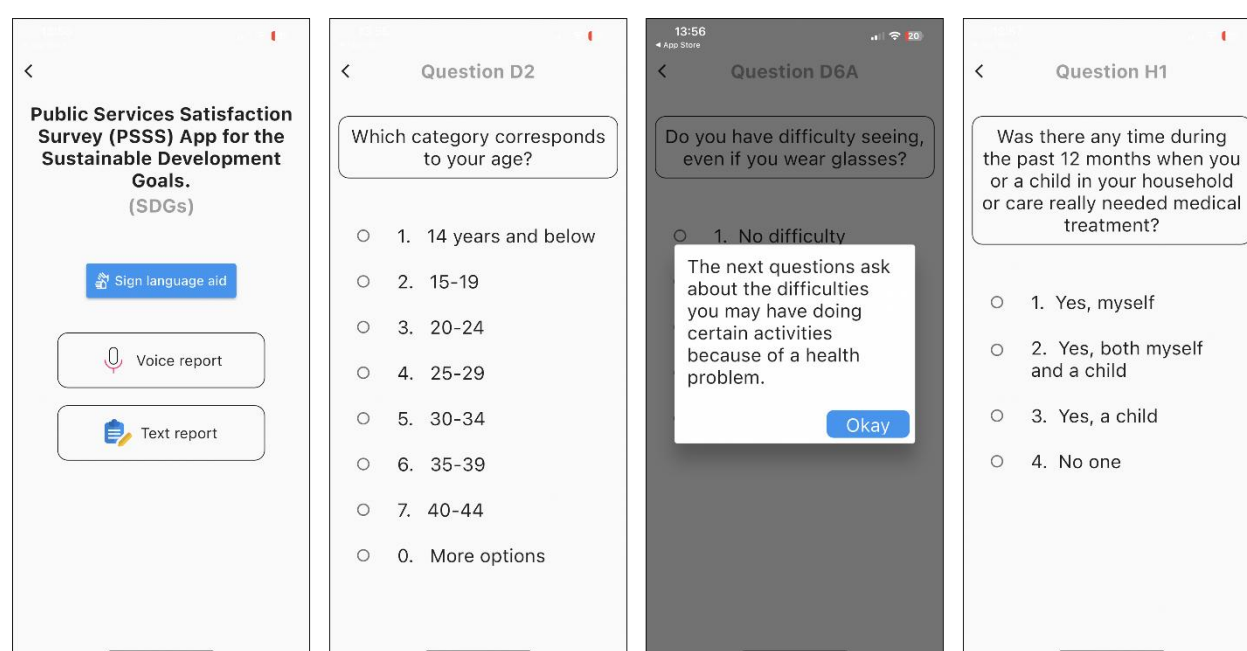 Public Services Satisfaction
Survey (PSSS) App for the
Sustainable Development
Goals.
(SDGs)
Sign language aid
Voice report
Text report
Question D2
Which category corresponds
to your age?
1. 14 years and below
2. 15-19
3. 20-24
4. 25-29
5. 30-34
6. 35-39
7. 40-44
0. More options
13:56
App Store
20
Question D6A
Do you have difficulty seeing,
even if you wear glasses?
1. No difficulty
The next questions ask
about the difficulties
you may have doing
certain activities
because of a health
problem.
Okay
Question H1
Was there any time during
the past 12 months when you
or a child in your household
or care really needed medical
treatment?
1. Yes, myself
2. Yes, both myself
and a child
3. Yes, a child
4. No one